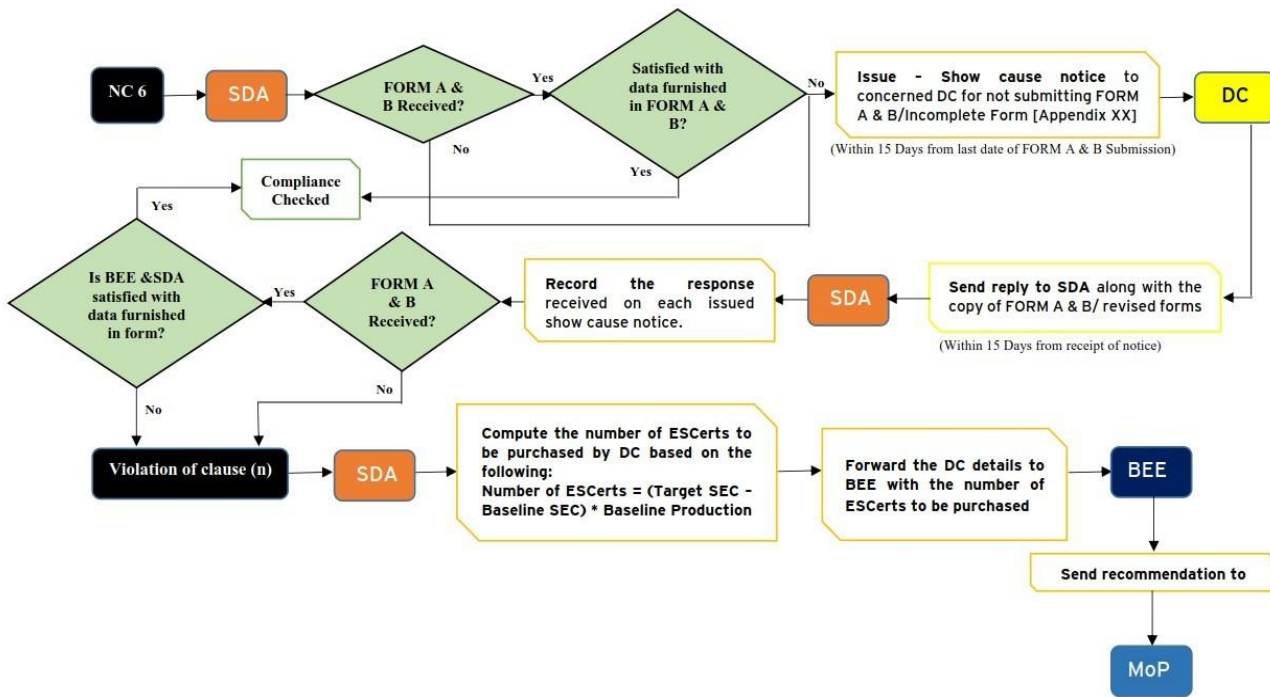 NC 6
SDA
FORM A &
B Received?
Yes
No
Satisfied with
data furnished
in FORM A &
B?
No
Yes
Issue – Show cause notice to
concerned DC for not submitting FORM
A & B/Incomplete Form [Appendix XX]
(Within 15 Days from last date of FORM A & B Submission)
DC
Compliance
Checked
Yes
Is BEE &SDA
satisfied with
data furnished
in form?
No
Yes
FORM A
& B
Received?
No
Record the response
received on each issued
show cause notice.
SDA
Send reply to SDA along with the
copy of FORM A & B/ revised forms
(Within 15 Days from receipt of notice)
Violation of clause (n)
SDA
Compute the number of ESCerts to
be purchased by DC based on the
following:
Number of ESCerts = (Target SEC –
Baseline SEC) * Baseline Production
Forward the DC details to
BEE with the number of
ESCerts to be purchased
BEE
Send recommendation to
MoP